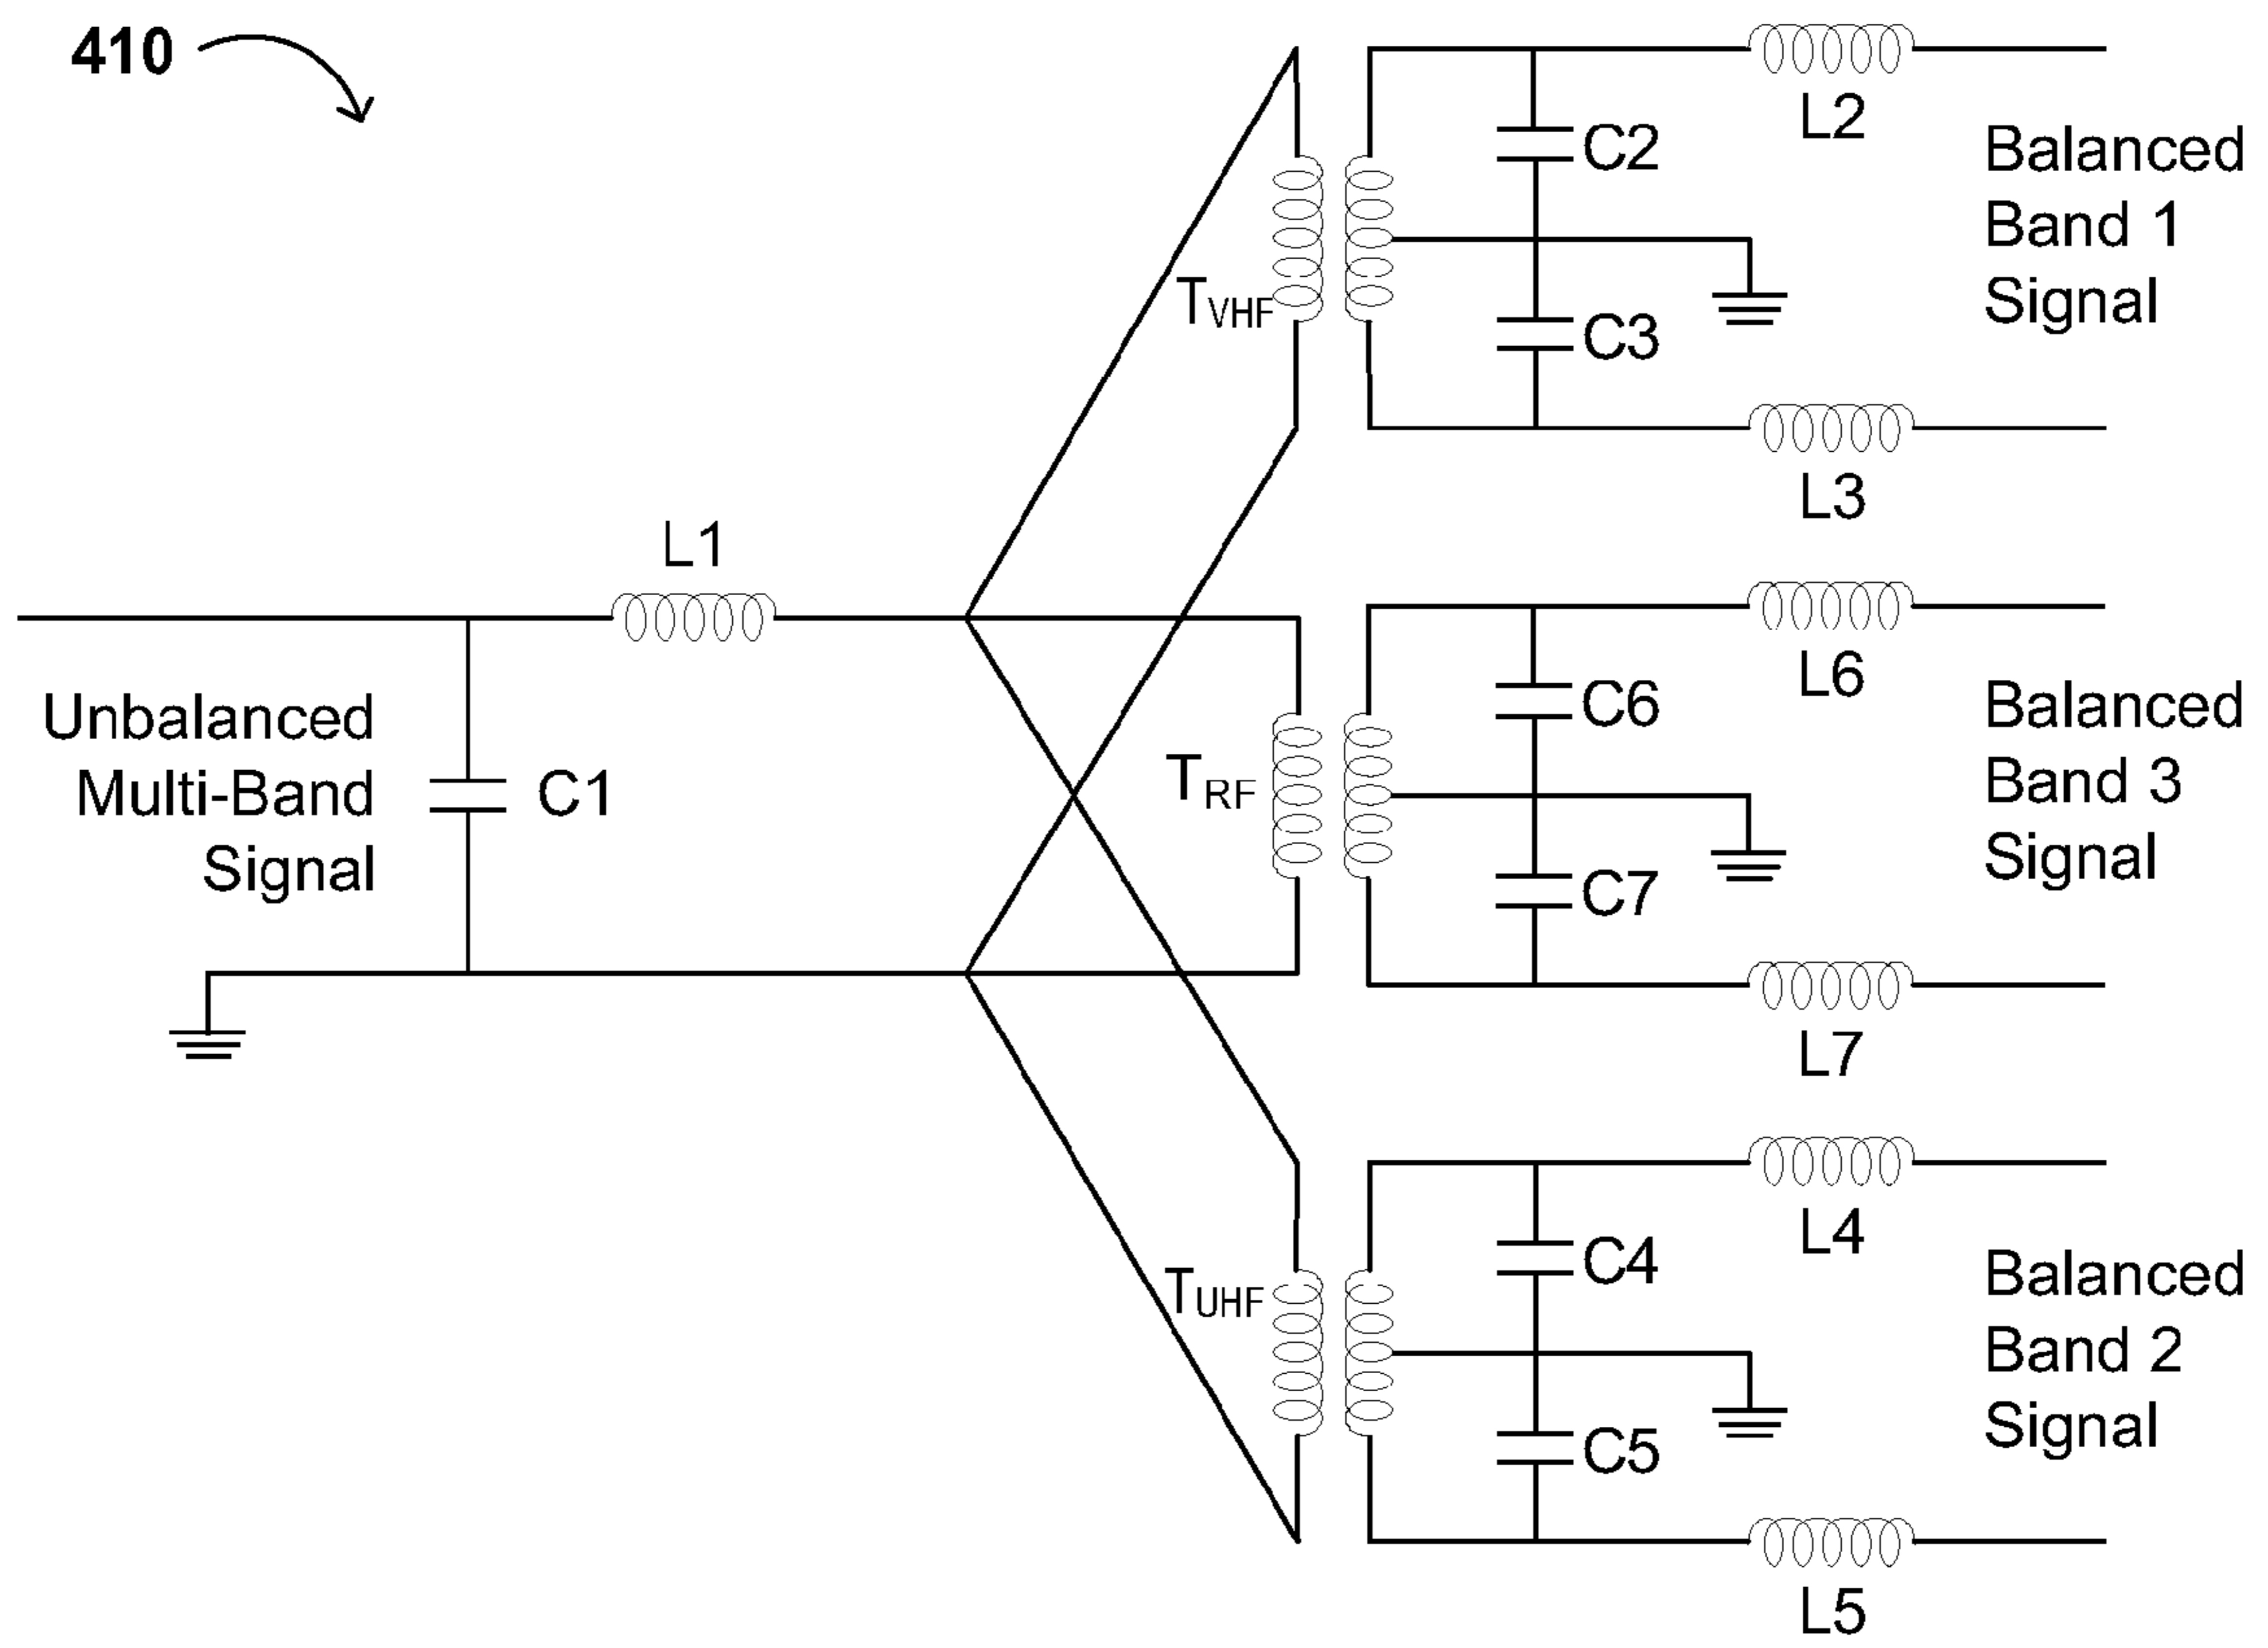 410
L2
C2
Balanced
Band 1
Signal
TVHF
C3
L3
L1
L6
Unbalanced
Multi-Band
Signal
C1
TRF
C6
Balanced
Band 3
Signal
C7
L7
L4
TUHF
C4
Balanced
Band 2
Signal
C5
L5